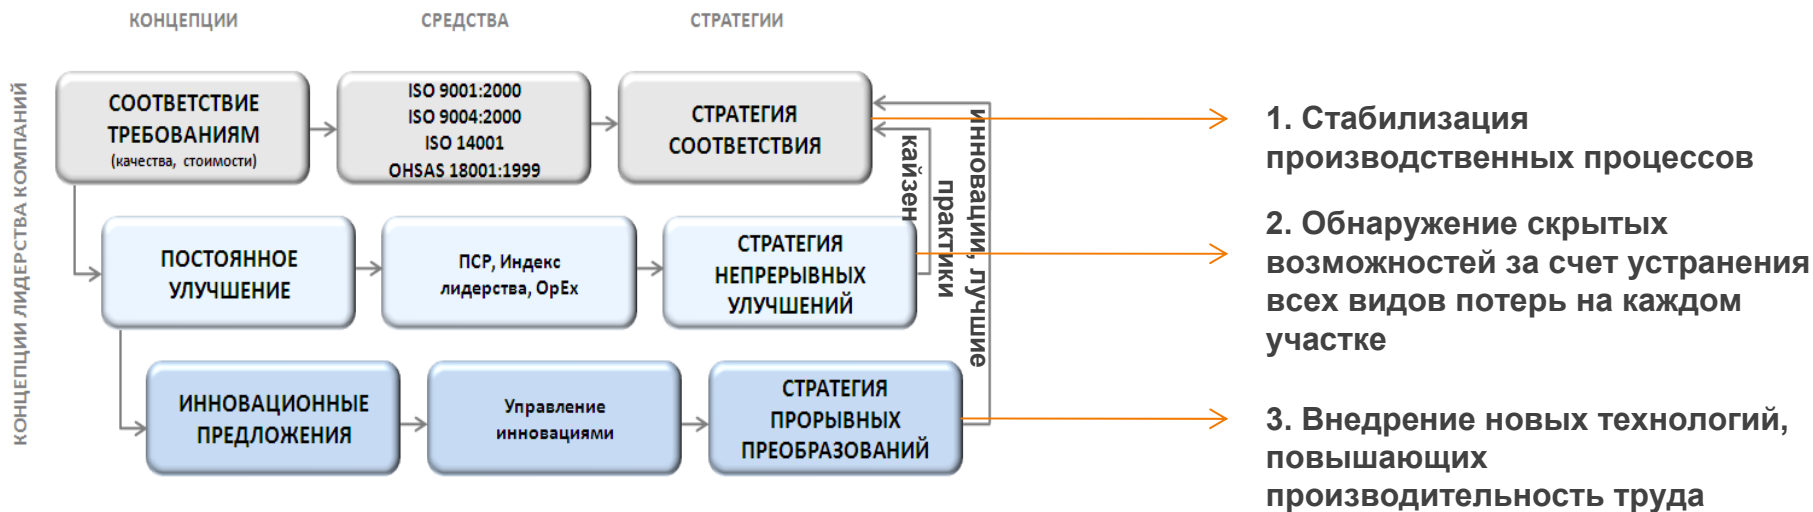 КОНЦЕПЦИИ
СРЕДСТВА
СТРАТЕГИИ
КОНЦЕПЦИИ ЛИДЕРСТВА КОМПАНИЙ
СООТВЕТСТВИЕ
ТРЕБОВАНИЯМ
(качества, стоимости)
ISO 9001:2000
ISO 9004:2000
ISO 14001
OHSAS 18001:1999
СТРАТЕГИЯ
СООТВЕТСТВИЯ
ПОСТОЯННОЕ
УЛУЧШЕНИЕ
ПСР, Индекс
лидерства, OpEx
СТРАТЕГИЯ
НЕПРЕРЫВНЫХ
УЛУЧШЕНИЙ
ИННОВАЦИОННЫЕ
ПРЕДЛОЖЕНИЯ
Управление
инновациями
СТРАТЕГИЯ
ПРОРЫВНЫХ
ПРЕОБРАЗОВАНИЙ
кайзен
инновации, лучшие
практики
1. Стабилизация
производственных процессов
2. Обнаружение скрытых
возможностей за счет устранения
всех видов потерь на каждом
участке
3. Внедрение новых технологий,
повышающих
производительность труда